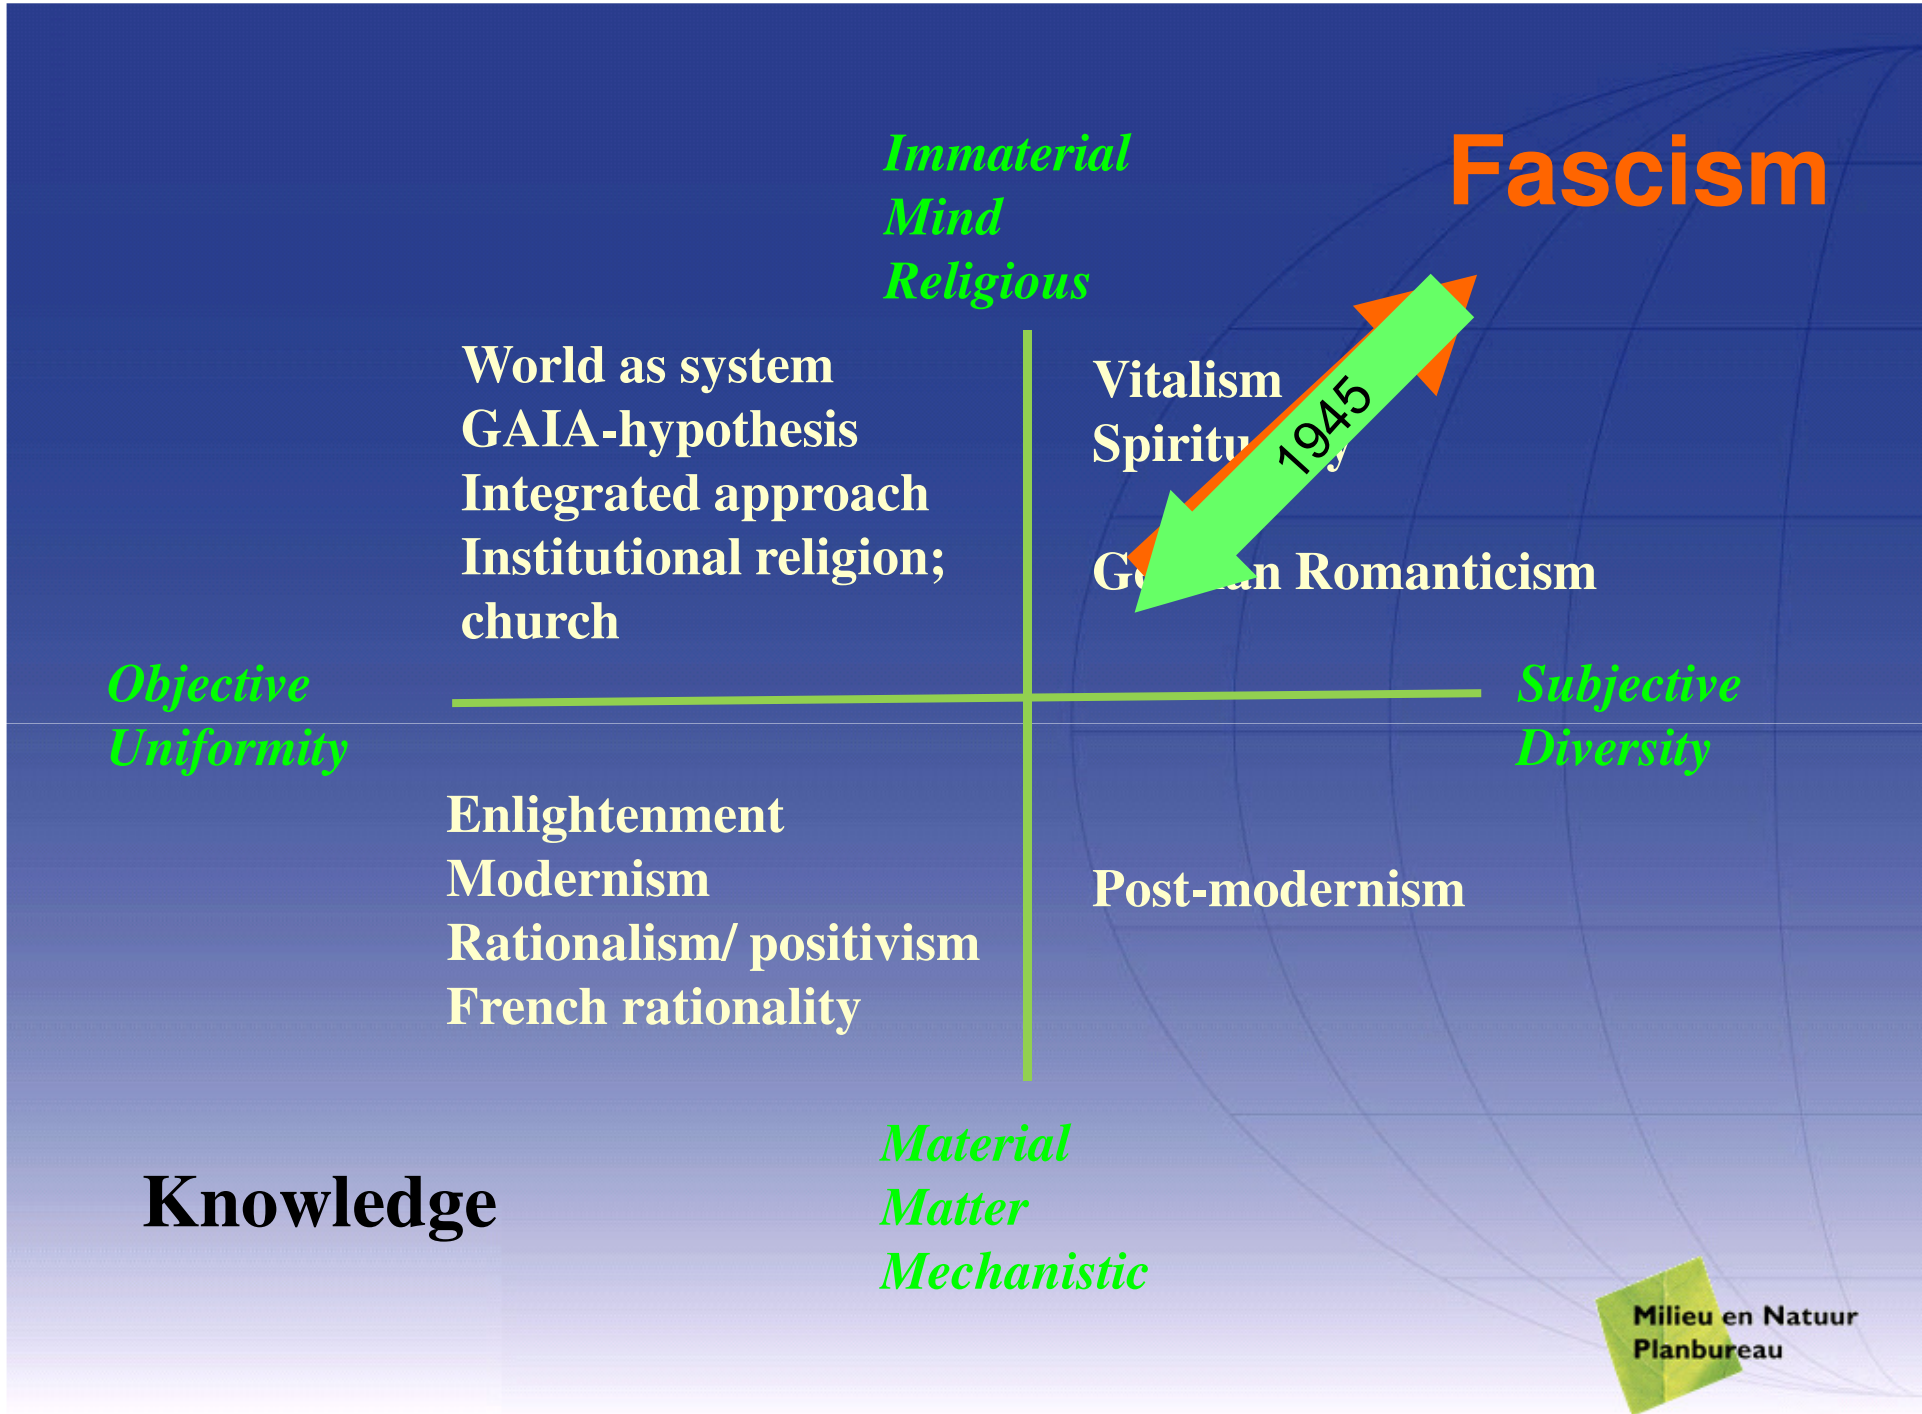 Immaterial
Mind
Religious
Fascism
World as system
GAIA-hypothesis
Integrated approach
Institutional religion;
church
Vitalism
1945
Romanticism
Objective
Uniformity
Subjective
Diversity
Enlightenment
Modernism
Rationalism/ positivism
French rationality
Post-modernism
Knowledge
Material
Matter
Mechanistic
Milieu en Natuur
Planbureau